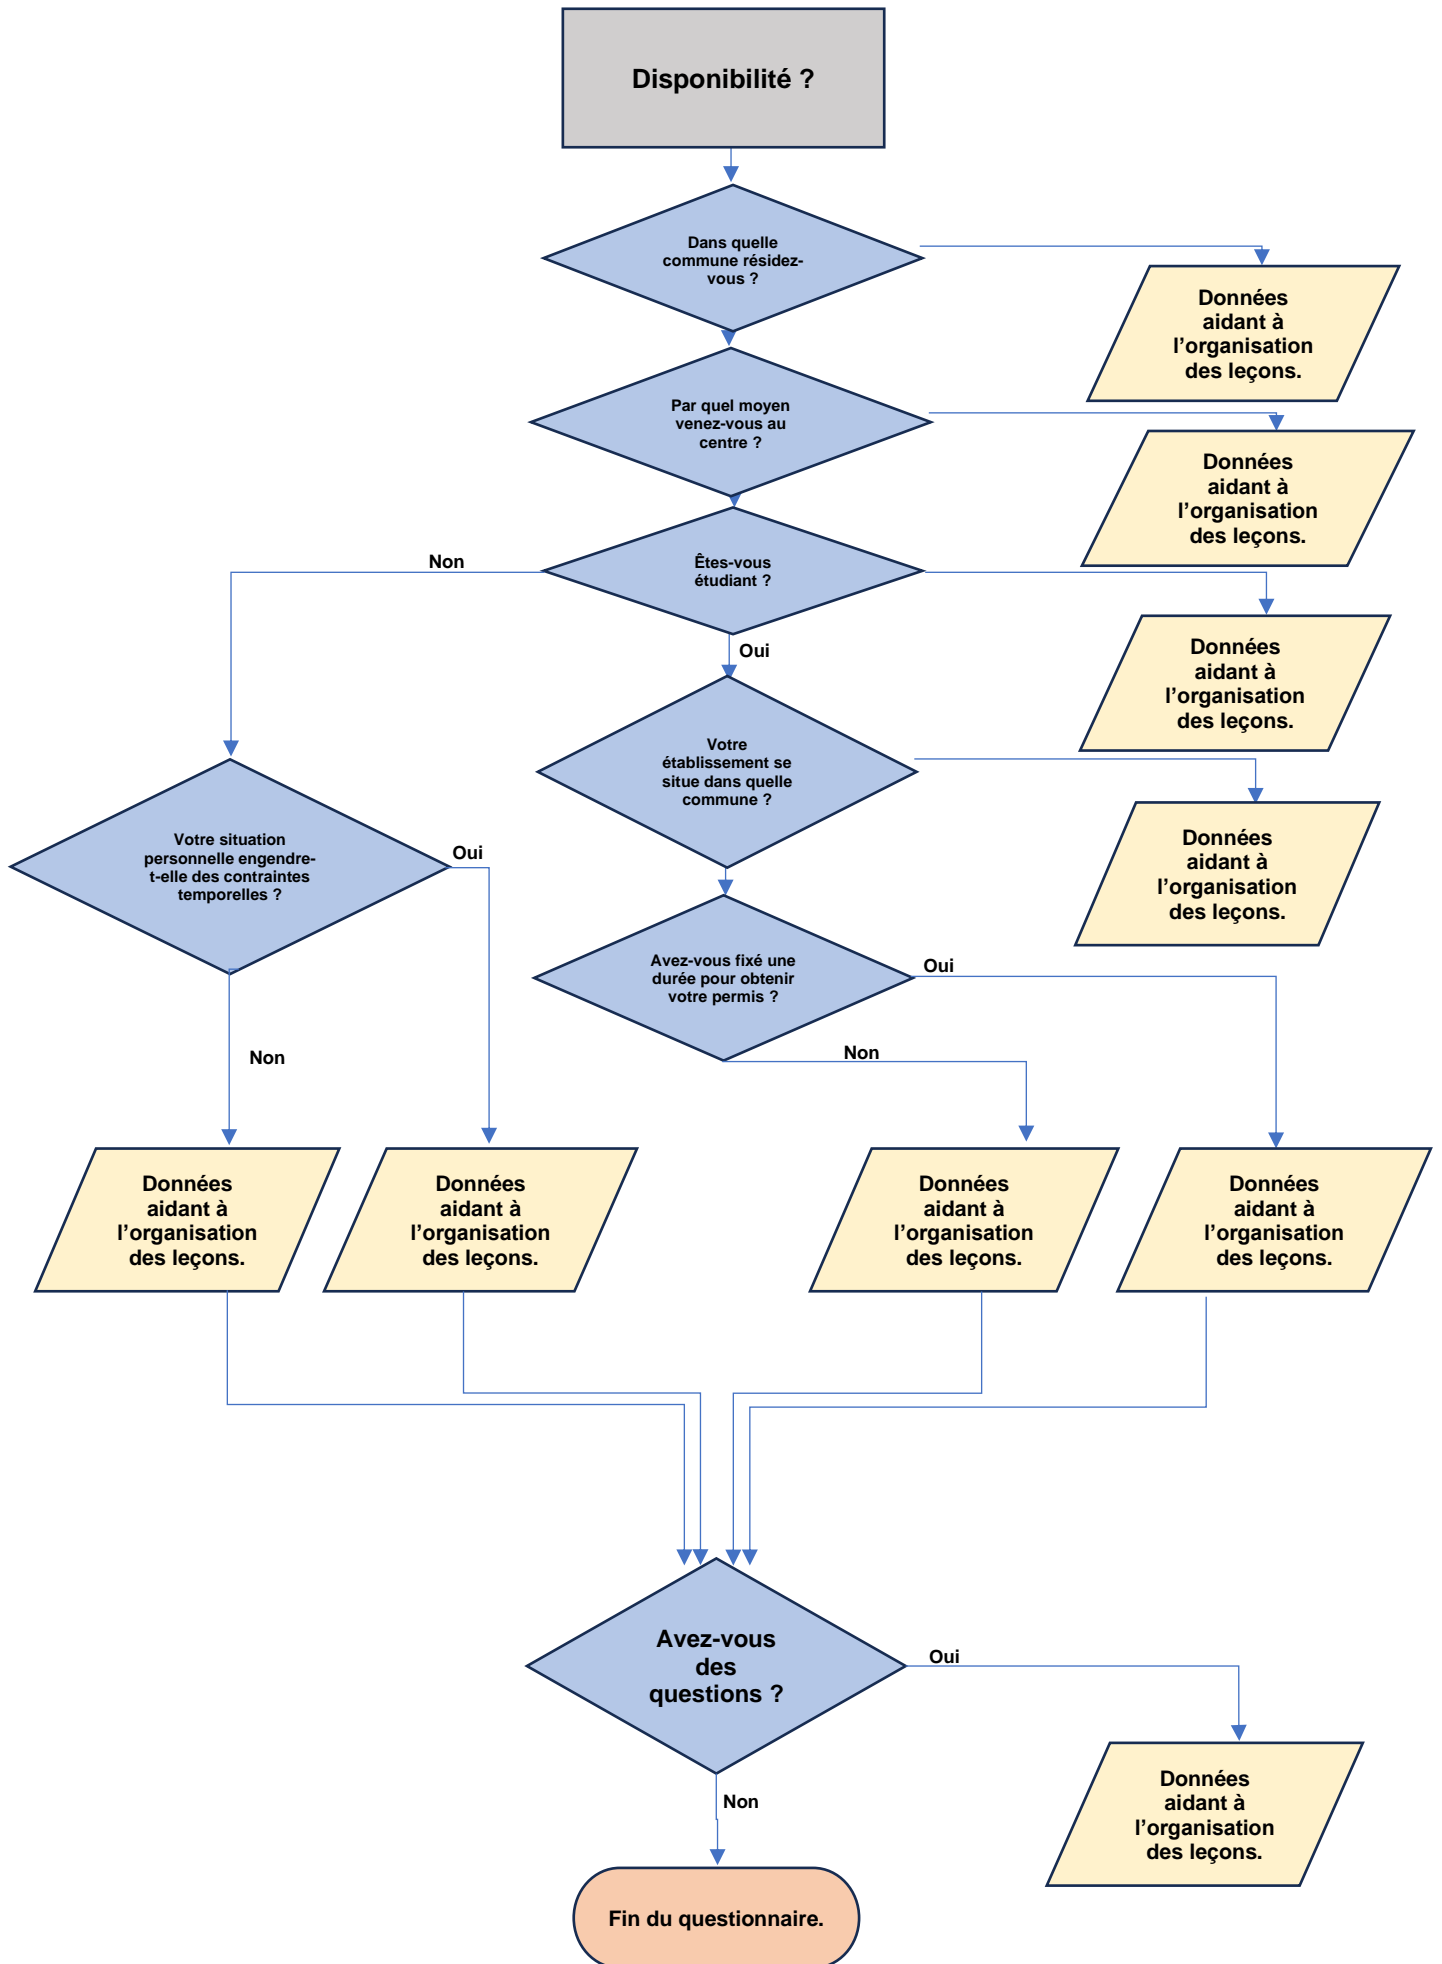 Disponibilité ?
Dans quelle
commune résidez-
vous ?
Données
aidant à
l’organisation
des leçons.
Par quel moyen
venez-vous au
centre ?
Données
aidant à
l’organisation
des leçons.
Non
Êtes-vous
étudiant ?
Oui
Données
aidant à
l’organisation
des leçons.
Votre
établissement se
situe dans quelle
commune ?
Données
aidant à
l’organisation
des leçons.
Votre situation
personnelle engendre-
t-elle des contraintes
temporelles ?
Oui
Non
Avez-vous fixé une
durée pour obtenir
votre permis ?
Oui
Non
Données
aidant à
l’organisation
des leçons.
Données
aidant à
l’organisation
des leçons.
Données
aidant à
l’organisation
des leçons.
Données
aidant à
l’organisation
des leçons.
Avez-vous
des
questions ?
Oui
Données
aidant à
l’organisation
des leçons.
Non
Fin du questionnaire.